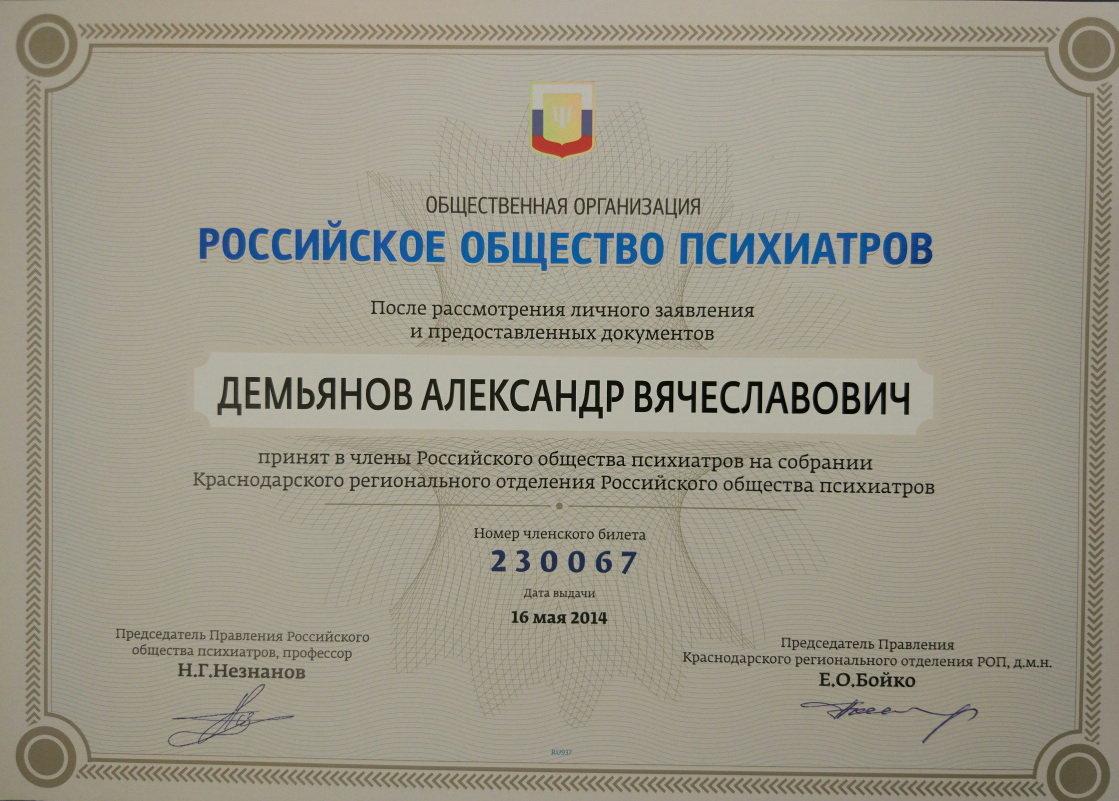 ОБЩЕСТВЕННАЯ ОРГАНИЗАЦИЯ
РОССИЙСКОЕ ОБЩЕСТВО ПСИХИАТРОВ
После рассмотрения личного заявления
и предоставленных документов
ДЕМЬЯНОВ АЛЕКСАНДР ВЯЧЕСЛАВОВИЧ
принят в члены Российского общества психиатров на собрании
Краснодарского регионального отделения Российского общества психиатров
Номер членского билета
230067
Дата выдачи
16 мая 2014
Председатель Правления Российского
общества психиатров, профессор
Н.Г.Незнанов
Председатель Правления
Краснодарского регионального отделения РОП, д.м.н.
Е.О.Бойко